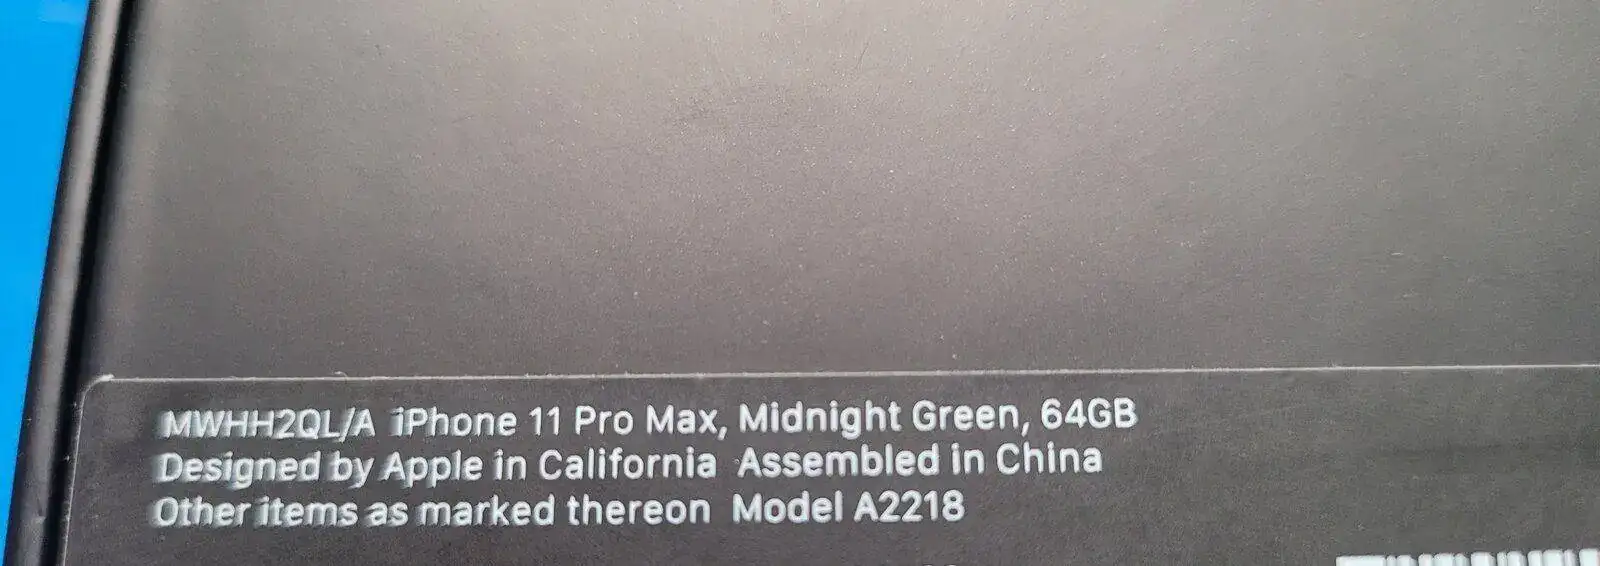 MWHH2QL/A iPhone 11 Pro Max, Midnight Green, 64GB
Designed by Apple in California Assembled in China
Other items as marked thereon Model A2218